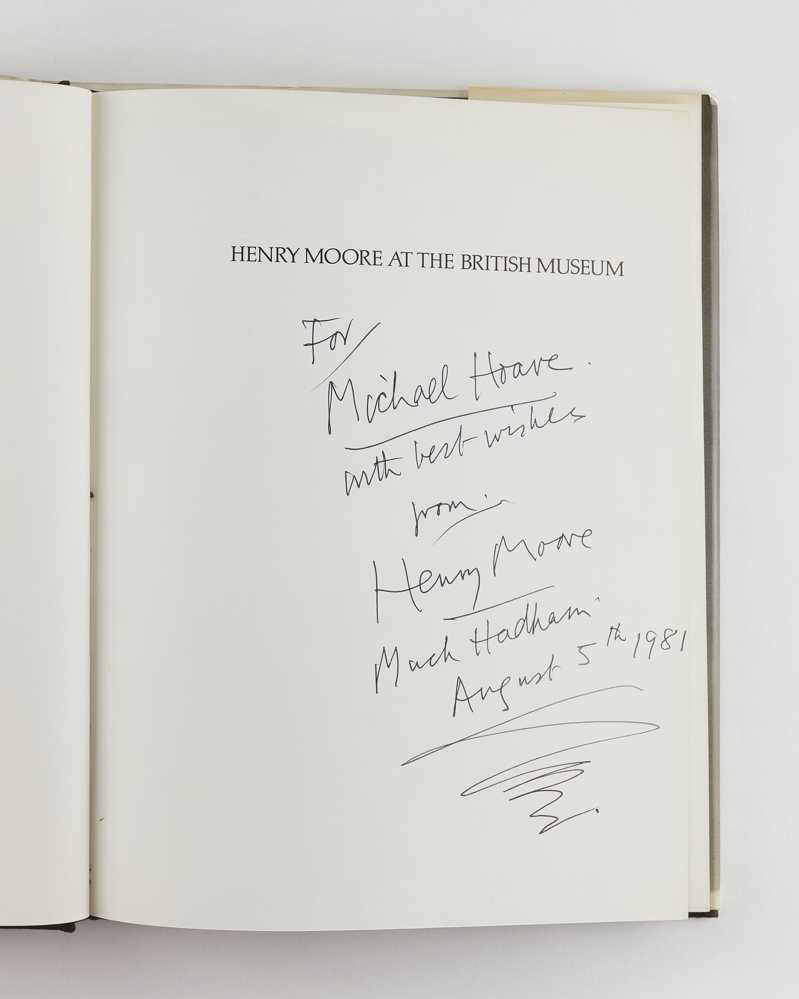 HENRY MOORE AT THE BRITISH MUSEUM
For
Michael Hoare.
with best wishes
from
Henry Moore
Much Hadham.
August 5th 1981